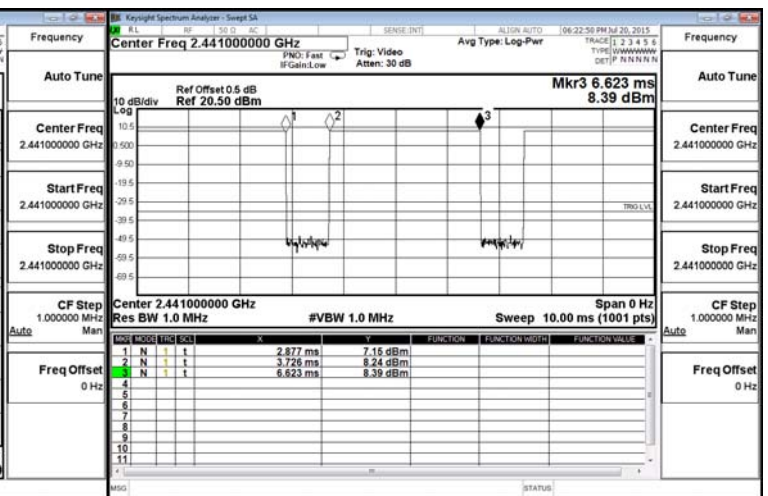 Keysight Spectrum Analyzer - Swept SA
Frequency
Auto Tune
Center Freq
2.441000000 GHz
Start Freq
2.441000000 GHz
Stop Freq
2.441000000 GHz
CF Step
1.000000 MHz
Auto Man
Freq Offset
0 Hz
RL RF 50 Ω AC SENSE:INT ALIGN AUTO 06:22:50 PM Jul 20, 2015
Center Freq 2.441000000 GHz
PNO: Fast
IFGain:Low
Trig: Video
Atten: 30 dB
Avg Type: Log-Pwr
TRACE 1 2 3 4 5 6
TYPE WWWWWW
DET P N N N N N
Ref Offset 0.5 dB
Ref 20.50 dBm
10 dB/div
Log
Mkr3 6.623 ms
8.39 dBm
1
2
3
10.5
0.500
-9.50
-19.5
-29.5
-39.5
-49.5
-59.5
-69.5
TRIG LVL
Center 2.441000000 GHz Span 0 Hz
Res BW 1.0 MHz #VBW 1.0 MHz Sweep 10.00 ms (1001 pts)
MKR MODE TRC SCL X Y FUNCTION FUNCTION WIDTH FUNCTION VALUE
1 N 1 t 2.877 ms 7.15 dBm
2 N 1 t 3.726 ms 8.24 dBm
3 N 1 t 6.623 ms 8.39 dBm
4
5
6
7
8
9
10
11
MSG STATUS
Frequency
Auto Tune
Center Freq
2.441000000 GHz
Start Freq
2.441000000 GHz
Stop Freq
2.441000000 GHz
CF Step
1.000000 MHz
Auto Man
Freq Offset
0 Hz